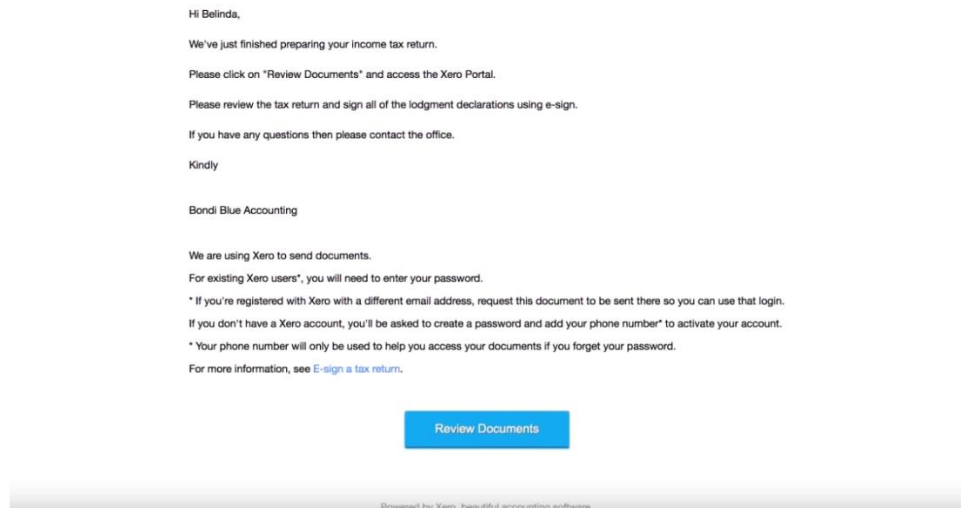 Hi Belinda,
We've just finished preparing your income tax return.
Please click on "Review Documents" and access the Xero Portal.
Please review the tax return and sign all of the lodgment declarations using e-sign.
If you have any questions then please contact the office.
Kindly
Bondi Blue Accounting
We are using Xero to send documents.
For existing Xero users*, you will need to enter your password.
* If you're registered with Xero with a different email address, request this document to be sent there so you can use that login.
If you don't have a Xero account, you'll be asked to create a password and add your phone number* to activate your account.
* Your phone number will only be used to help you access your documents if you forget your password.
For more information, see E-sign a tax return.
Review Documents
Powered by Xero, beautiful accounting software